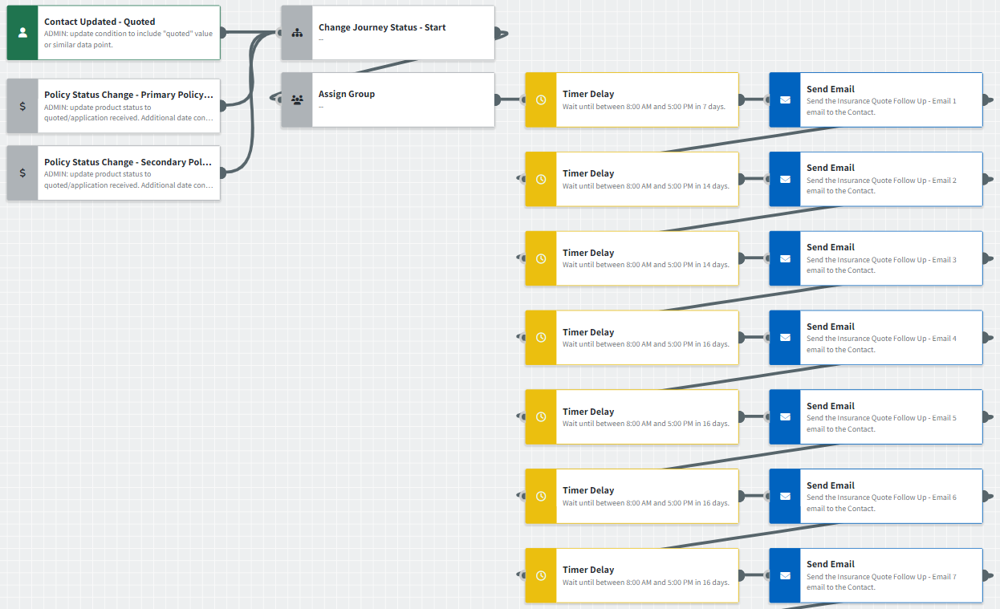 Contact Updated - Quoted
ADMIN: update condition to include "quoted" value
or similar data point.
Change Journey Status - Start
--
Policy Status Change - Primary Policy...
ADMIN: update product status to
quoted/application received. Additional date con...
Assign Group
--
Policy Status Change - Secondary Pol...
ADMIN: update product status to
quoted/application received. Additional date con...
Timer Delay
Wait until between 8:00 AM and 5:00 PM in 7 days.
Send Email
Send the Insurance Quote Follow Up - Email 1
email to the Contact.
Timer Delay
Wait until between 8:00 AM and 5:00 PM in 14 days.
Send Email
Send the Insurance Quote Follow Up - Email 2
email to the Contact.
Timer Delay
Wait until between 8:00 AM and 5:00 PM in 14 days.
Send Email
Send the Insurance Quote Follow Up - Email 3
email to the Contact.
Timer Delay
Wait until between 8:00 AM and 5:00 PM in 16 days.
Send Email
Send the Insurance Quote Follow Up - Email 4
email to the Contact.
Timer Delay
Wait until between 8:00 AM and 5:00 PM in 16 days.
Send Email
Send the Insurance Quote Follow Up - Email 5
email to the Contact.
Timer Delay
Wait until between 8:00 AM and 5:00 PM in 16 days.
Send Email
Send the Insurance Quote Follow Up - Email 6
email to the Contact.
Timer Delay
Wait until between 8:00 AM and 5:00 PM in 16 days.
Send Email
Send the Insurance Quote Follow Up - Email 7
email to the Contact.